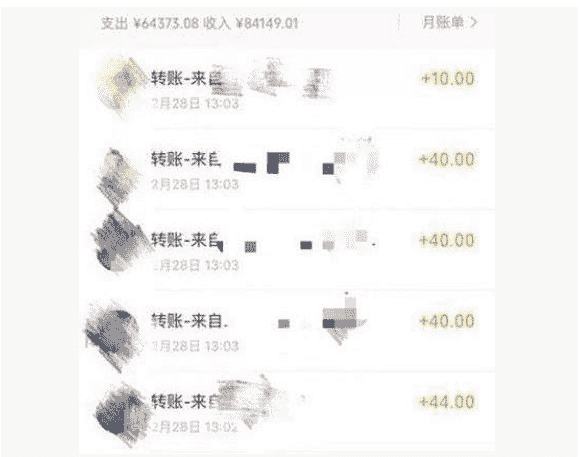 支出 ¥64373.08 收入 ¥84149.01 月账单
转账-来自 +10.00
2月28日 13:03
转账-来自 +40.00
2月28日 13:03
转账-来自 +40.00
2月28日 13:03
转账-来自 +40.00
2月28日 13:03
转账-来自 +44.00
2月28日 13:02